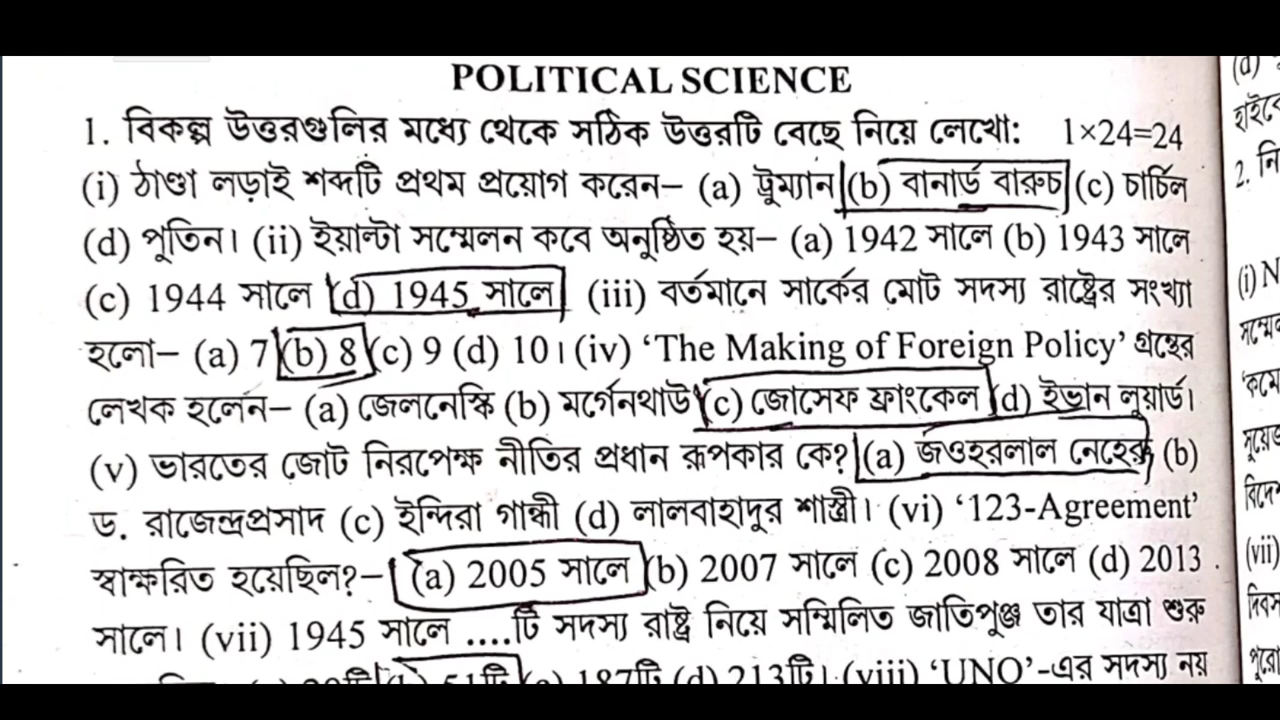 POLITICAL SCIENCE
1. বিকল্প উত্তরগুলির মধ্যে থেকে সঠিক উত্তরটি বেছে নিয়ে লেখো: 1×24=24
(i) ঠাণ্ডা লড়াই শব্দটি প্রথম প্রয়োগ করেন– (a) ট্রুম্যান (b) বানার্ড বারুচ (c) চার্চিল
(d) পুতিন। (ii) ইয়াল্টা সম্মেলন কবে অনুষ্ঠিত হয়– (a) 1942 সালে (b) 1943 সালে
(c) 1944 সালে (d) 1945 সালে (iii) বর্তমানে সার্কের মোট সদস্য রাষ্ট্রের সংখ্যা
হলো– (a) 7 (b) 8 (c) 9 (d) 10। (iv) ‘The Making of Foreign Policy’ গ্রন্থের
লেখক হলেন– (a) জেলনেস্কি (b) মর্গেনথাউ (c) জোসেফ ফ্রাংকেল (d) ইভান লুয়ার্ড।
(v) ভারতের জোট নিরপেক্ষ নীতির প্রধান রূপকার কে? (a) জওহরলাল নেহেরু (b)
ড. রাজেন্দ্রপ্রসাদ (c) ইন্দিরা গান্ধী (d) লালবাহাদুর শাস্ত্রী। (vi) ‘123-Agreement’
স্বাক্ষরিত হয়েছিল?– (a) 2005 সালে (b) 2007 সালে (c) 2008 সালে (d) 2013
সালে। (vii) 1945 সালে ....টি সদস্য রাষ্ট্র নিয়ে সম্মিলিত জাতিপুঞ্জ তার যাত্রা শুরু
51টি 187টি (d) 213টি। (viii) ‘UNO’-এর সদস্য নয়
2. নি
(i) N
(vii)